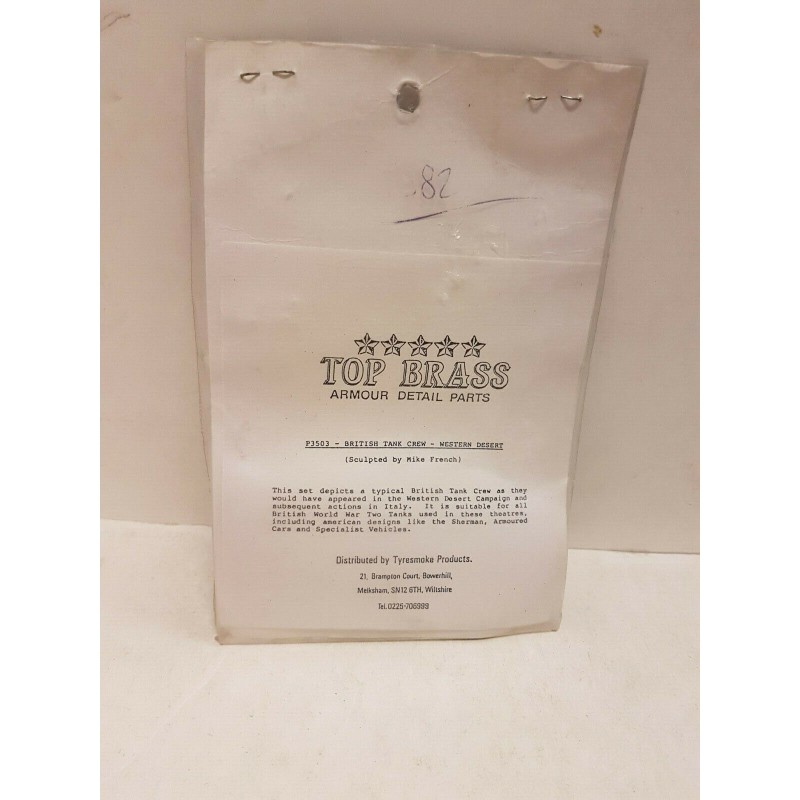 .82
TOP BRASS
ARMOUR DETAIL PARTS
P3503 - BRITISH TANK CREW - WESTERN DESERT
(Sculpted by Mike French)
This set depicts a typical British Tank Crew as they
would have appeared in the Western Desert Campaign and
subsequent actions in Italy. It is suitable for all
British World War Two Tanks used in these theatres,
including american designs like the Sherman, Armoured
Cars and Specialist Vehicles.
Distributed by Tyresmoke Products.
21, Brampton Court, Bowerhill,
Melksham, SN12 6TH, Wiltshire
Tel.0225-706999